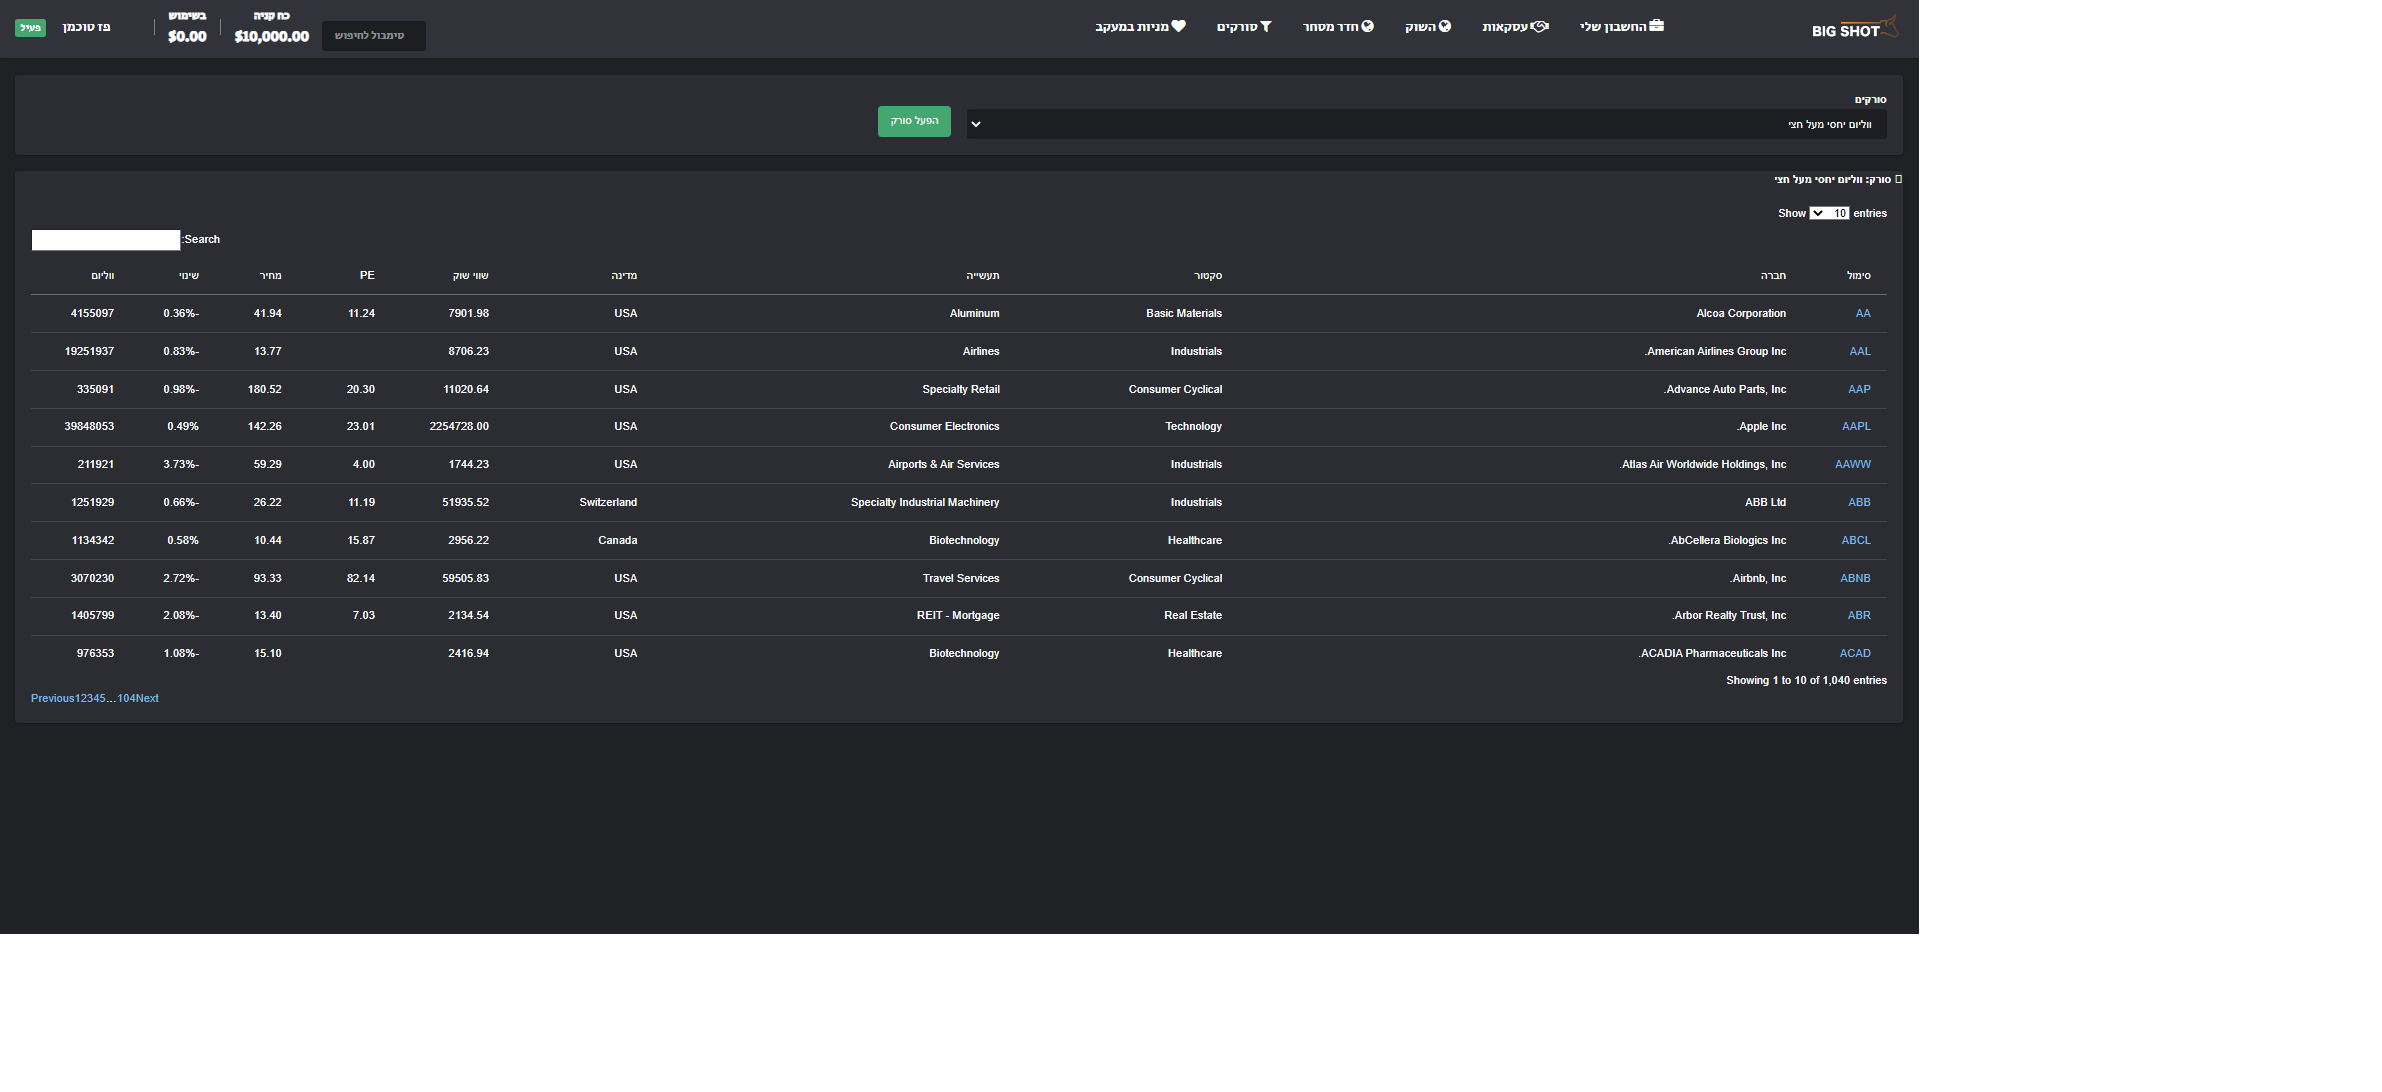 BIG SHOT
החשבון שלי
עסקאות
השוק
חדר מסחר
סורקים
מניות במעקב
סימבול לחיפוש
כח קניה
$10,000.00
בשימוש
$0.00
פז טוכמן
פעיל
סורקים
ווליום יחסי מעל חצי
הפעל סורק
סורק: ווליום יחסי מעל חצי
Show 10 entries
Search:
סימול חברה סקטור תעשייה מדינה שווי שוק PE מחיר שינוי ווליום
AA Alcoa Corporation Basic Materials Aluminum USA 7901.98 11.24 41.94 -0.36% 4155097
AAL American Airlines Group Inc. Industrials Airlines USA 8706.23 13.77 -0.83% 19251937
AAP Advance Auto Parts, Inc. Consumer Cyclical Specialty Retail USA 11020.64 20.30 180.52 -0.98% 335091
AAPL Apple Inc. Technology Consumer Electronics USA 2254728.00 23.01 142.26 0.49% 39848053
AAWW Atlas Air Worldwide Holdings, Inc. Industrials Airports & Air Services USA 1744.23 4.00 59.29 -3.73% 211921
ABB ABB Ltd Industrials Specialty Industrial Machinery Switzerland 51935.52 11.19 26.22 -0.66% 1251929
ABCL AbCellera Biologics Inc. Healthcare Biotechnology Canada 2956.22 15.87 10.44 0.58% 1134342
ABNB Airbnb, Inc. Consumer Cyclical Travel Services USA 59505.83 82.14 93.33 -2.72% 3070230
ABR Arbor Realty Trust, Inc. Real Estate REIT - Mortgage USA 2134.54 7.03 13.40 -2.08% 1405799
ACAD ACADIA Pharmaceuticals Inc. Healthcare Biotechnology USA 2416.94 15.10 -1.08% 976353
Showing 1 to 10 of 1,040 entries
Previous12345…104Next